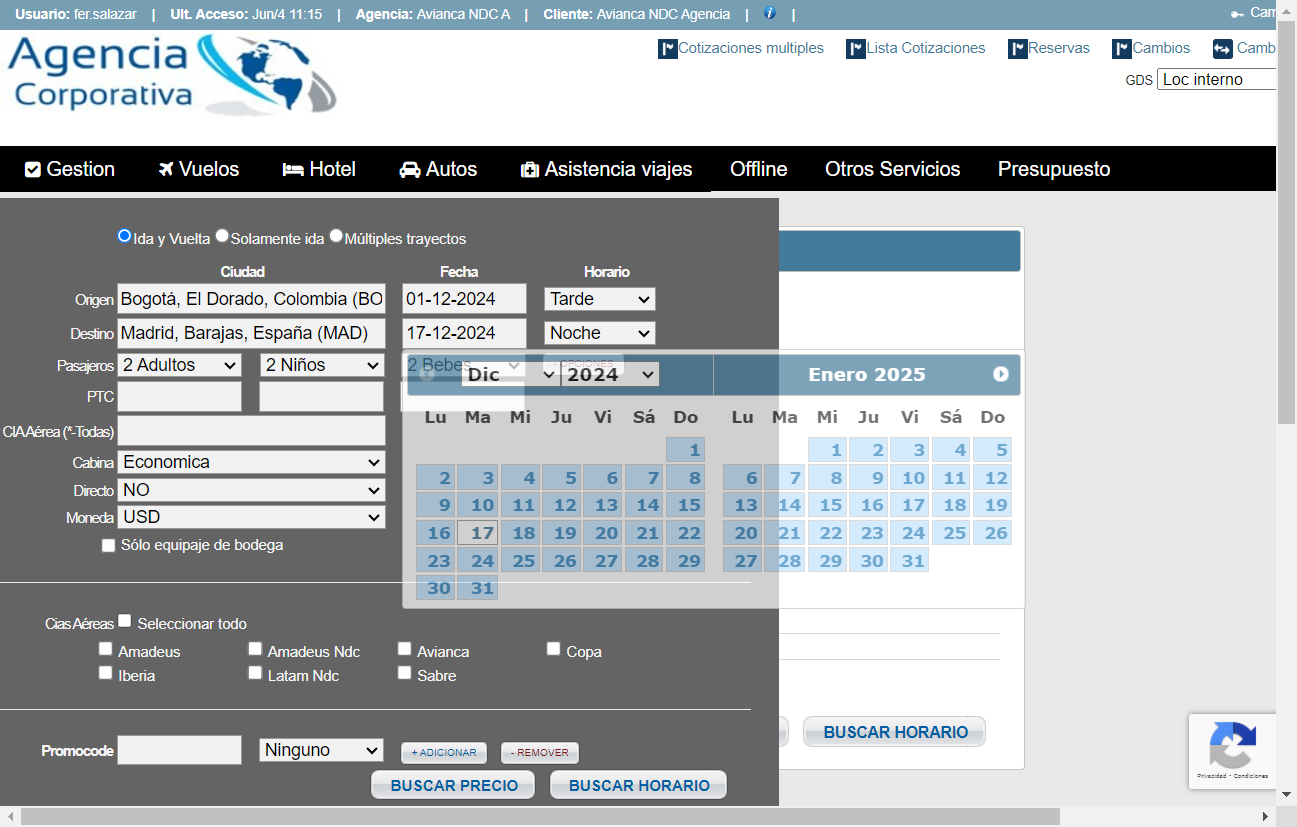 Usuario: fer.salazar | Ult. Acceso: Jun/4 11:15 | Agencia: Avianca NDC A | Cliente: Avianca NDC Agencia | i | Cam
Agencia
Corporativa
Cotizaciones multiples Lista Cotizaciones Reservas Cambios Camb
GDS Loc interno
Gestion Vuelos Hotel Autos Asistencia viajes Offline Otros Servicios Presupuesto
Ida y Vuelta Solamente ida Múltiples trayectos
Ciudad Fecha Horario
Origen Bogotá, El Dorado, Colombia (BO 01-12-2024 Tarde
Destino Madrid, Barajas, España (MAD) 17-12-2024 Noche
Pasajeros 2 Adultos 2 Niños 2 Bebes - OPCIONES
PTC
CIA Aérea (*-Todas)
Cabina Economica
Directo NO
Moneda USD
Sólo equipaje de bodega
Dic 2024 Enero 2025
Lu Ma Mi Ju Vi Sá Do Lu Ma Mi Ju Vi Sá Do
1 1 2 3 4 5
2 3 4 5 6 7 8 6 7 8 9 10 11 12
9 10 11 12 13 14 15 13 14 15 16 17 18 19
16 17 18 19 20 21 22 20 21 22 23 24 25 26
23 24 25 26 27 28 29 27 28 29 30 31
30 31
Cias Aéreas Seleccionar todo
Amadeus Amadeus Ndc Avianca Copa
Iberia Latam Ndc Sabre
BUSCAR HORARIO
Promocode Ninguno + ADICIONAR - REMOVER
BUSCAR PRECIO BUSCAR HORARIO
Privacidad - Condiciones